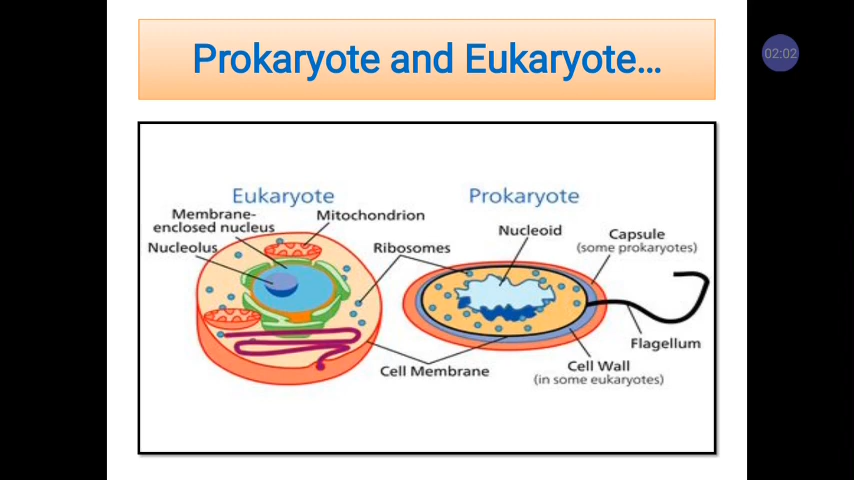 Prokaryote and Eukaryote...
02:02
Eukaryote
Prokaryote
Membrane-
enclosed nucleus
Mitochondrion
Nucleolus
Ribosomes
Nucleoid
Capsule
(some prokaryotes)
Flagellum
Cell Membrane
Cell Wall
(in some eukaryotes)